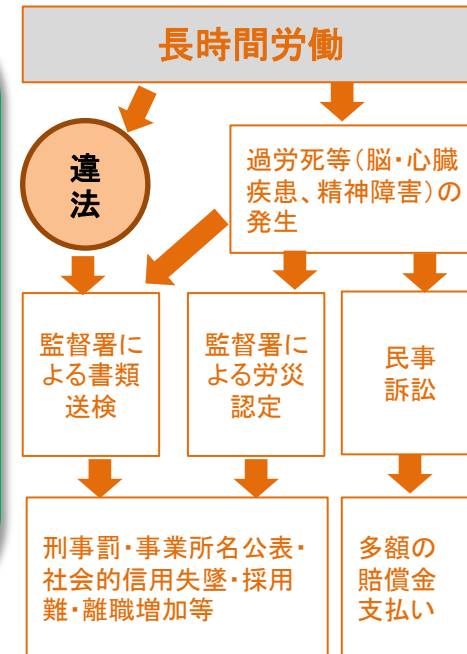 長時間労働
違
法
過労死等(脳・心臓
疾患、精神障害)の
発生
監督署に
よる書類
送検
監督署に
よる労災
認定
民事
訴訟
刑事罰・事業所名公表・
社会的信用失墜・採用
難・離職増加等
多額の
賠償金
支払い